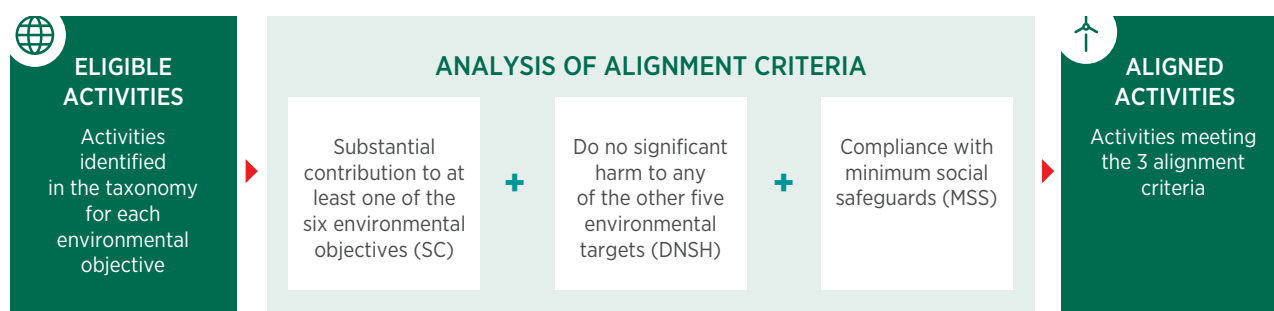 ELIGIBLE
ACTIVITIES
Activities
identified
in the taxonomy
for each
environmental
objective
ANALYSIS OF ALIGNMENT CRITERIA
Substantial
contribution to at
least one of the
six environmental
objectives (SC)
+
Do no significant
harm to any
of the other five
environmental
targets (DNSH)
+
Compliance with
minimum social
safeguards (MSS)
ALIGNED
ACTIVITIES
Activities meeting
the 3 alignment
criteria